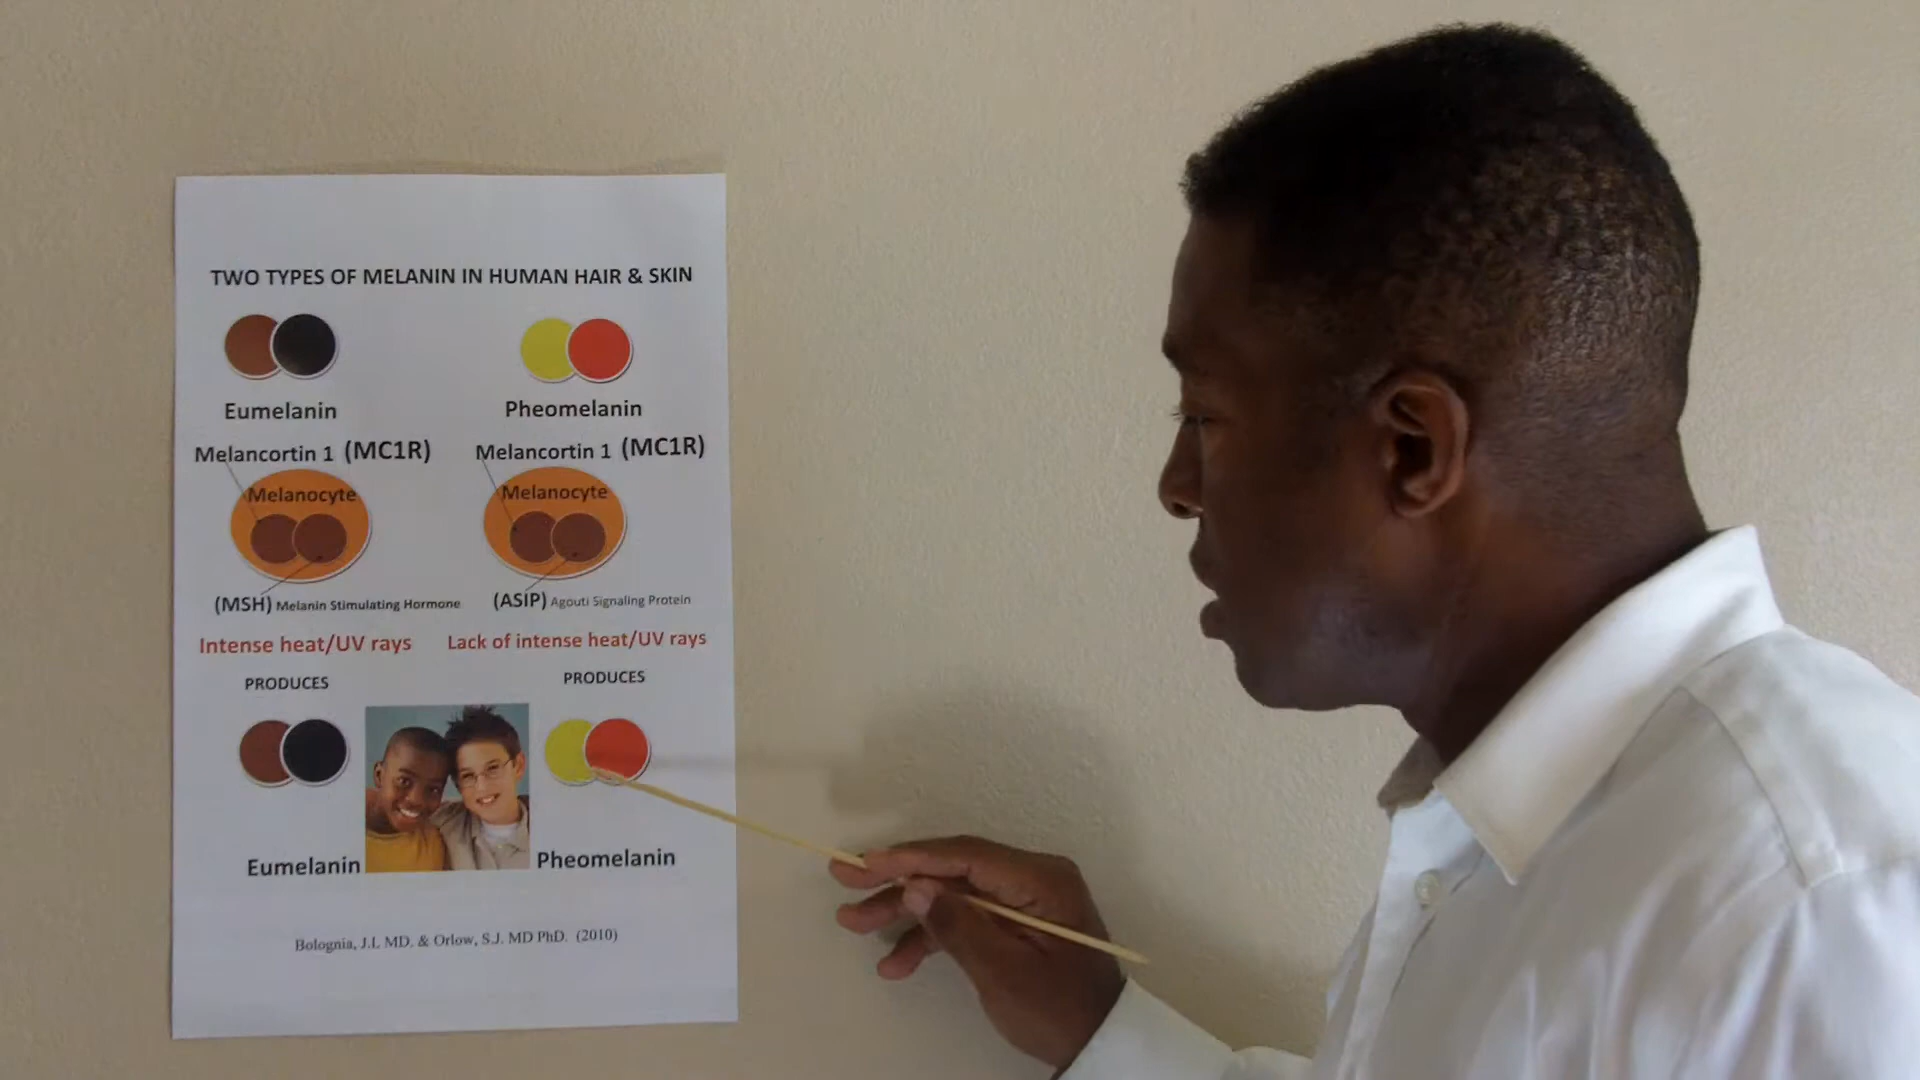 TWO TYPES OF MELANIN IN HUMAN HAIR & SKIN
Eumelanin
Pheomelanin
Melancortin 1 (MC1R)
Melancortin 1 (MC1R)
Melanocyte
Melanocyte
(MSH) Melanin Stimulating Hormone
(ASIP) Agouti Signaling Protein
Intense heat/UV rays
Lack of intense heat/UV rays
PRODUCES
PRODUCES
Eumelanin
Pheomelanin
Bolognia, J.L MD. & Orlow, S.J. MD PhD. (2010)